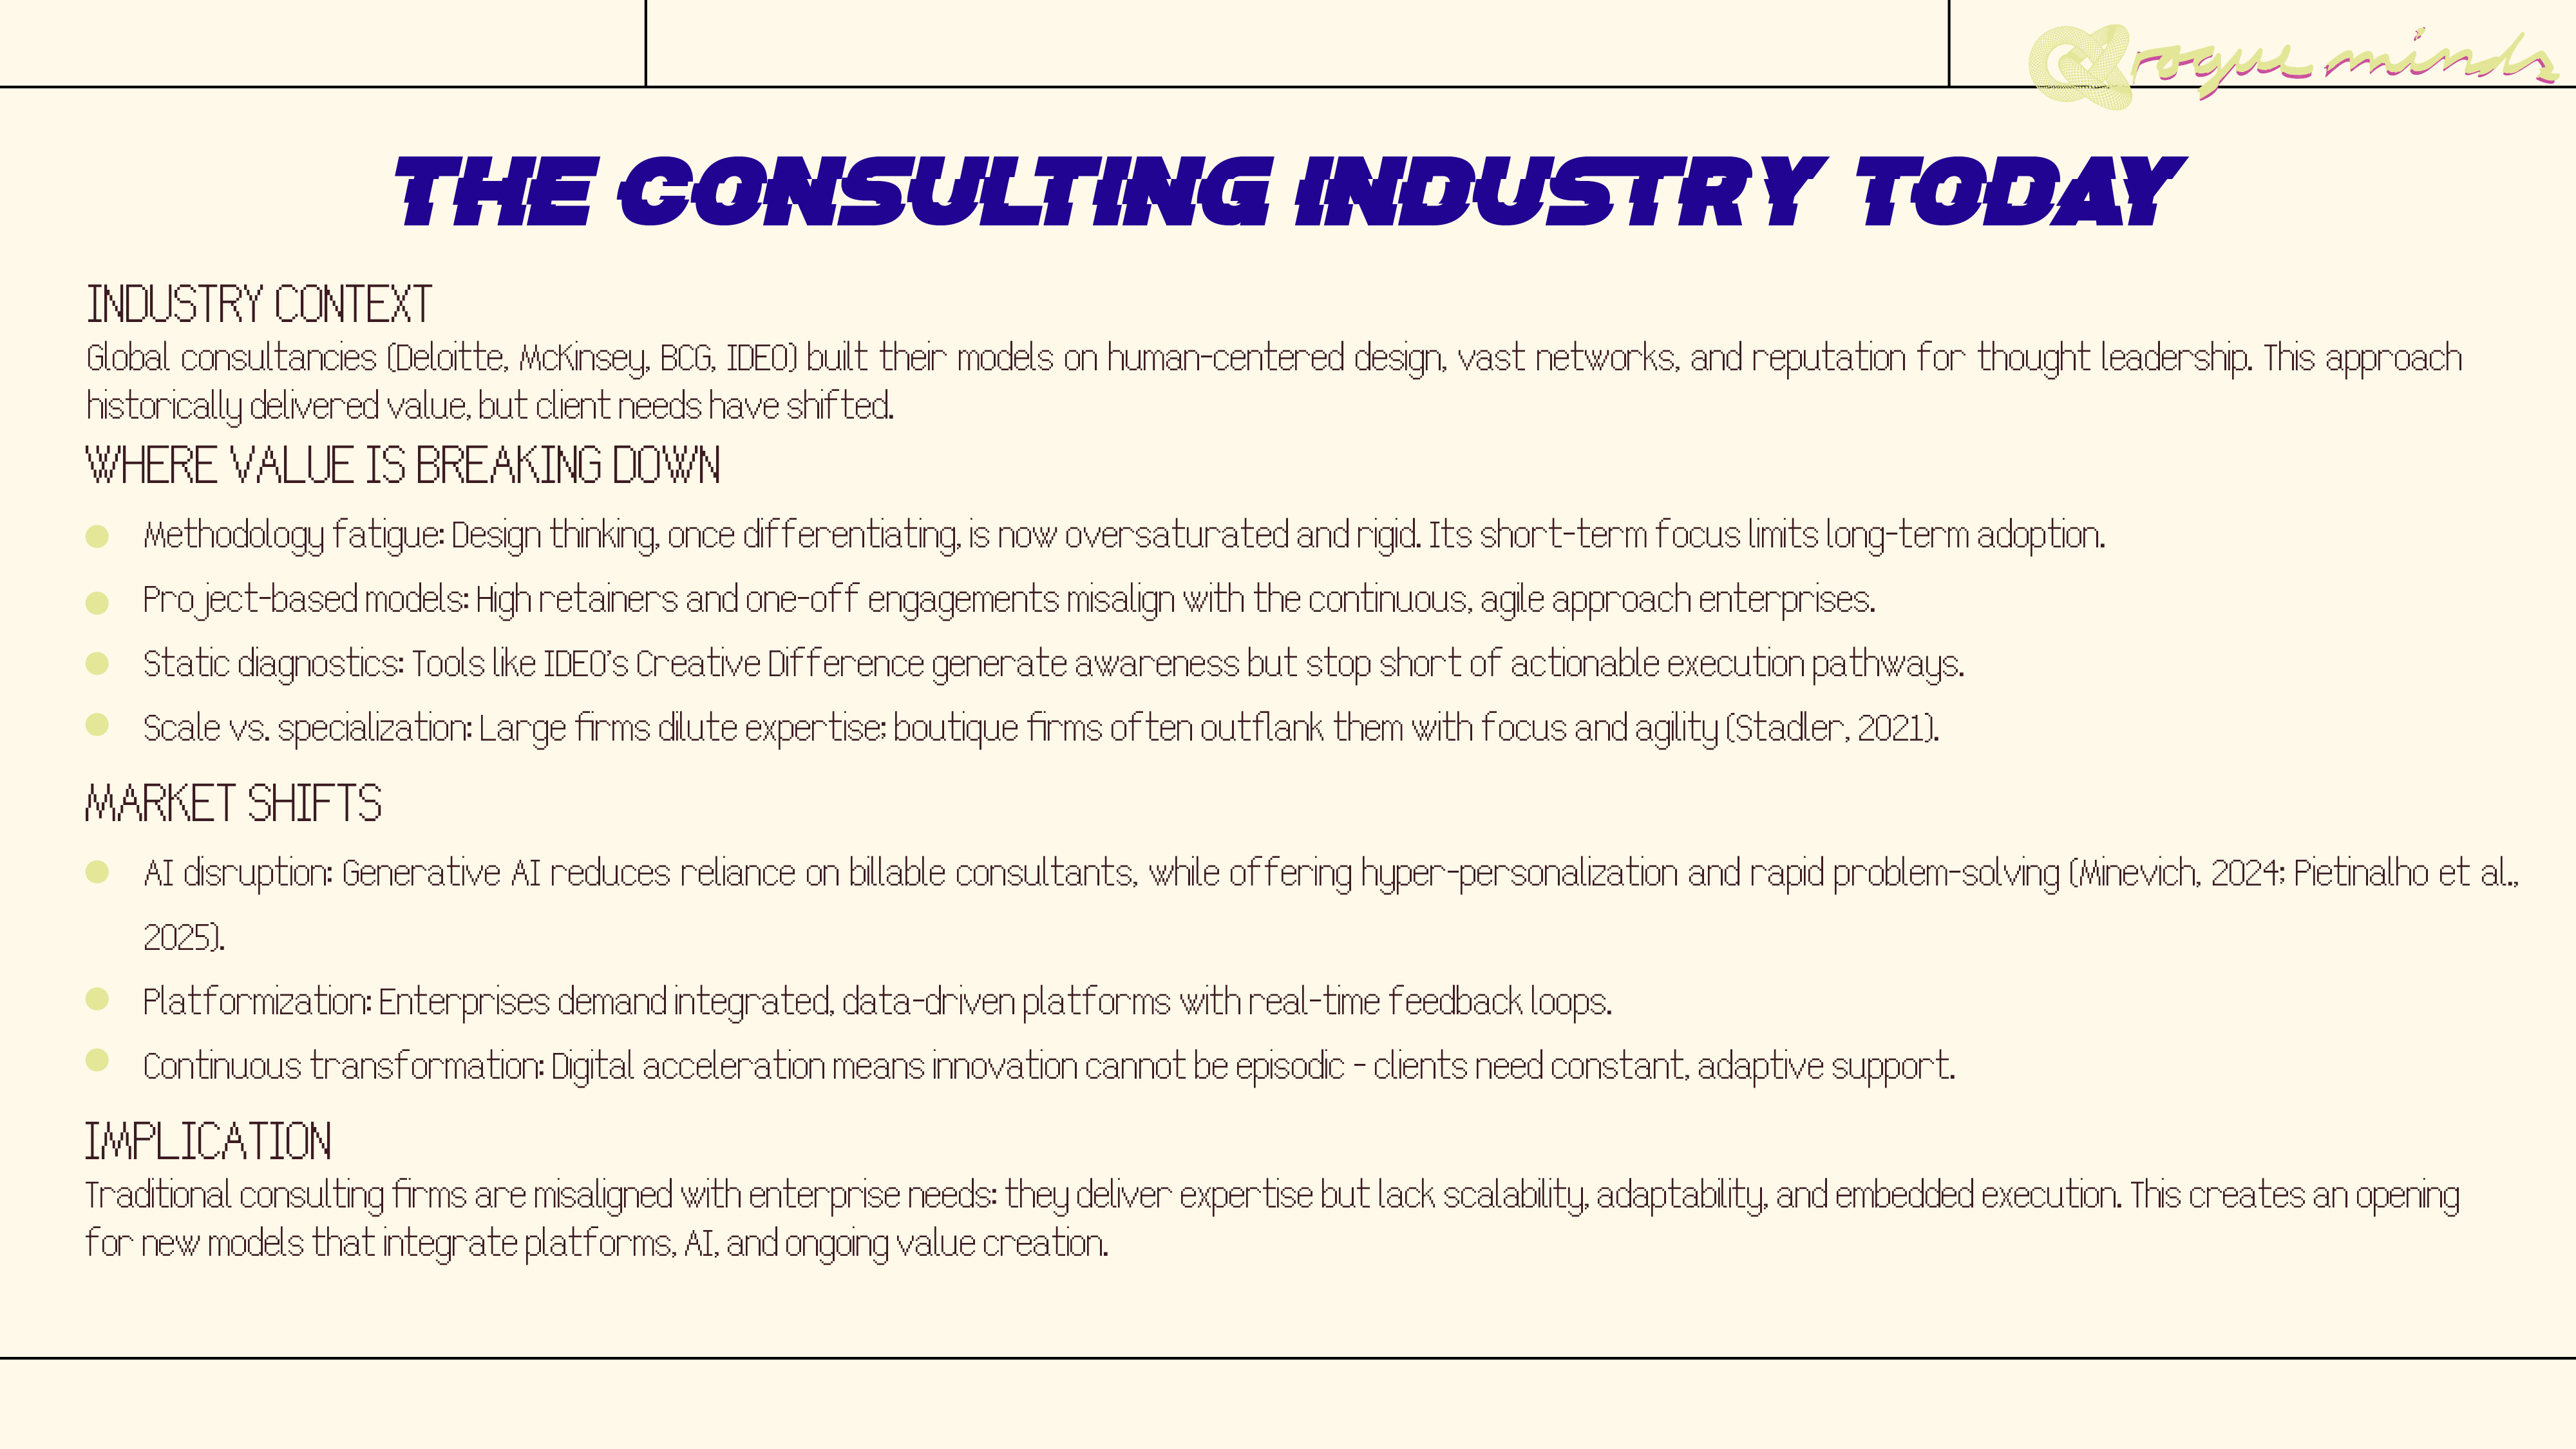 rogue minds
THE CONSULTING INDUSTRY TODAY
INDUSTRY CONTEXT
Global consultancies (Deloitte, McKinsey, BCG, IDEO) built their models on human-centered design, vast networks, and reputation for thought leadership. This approach
historically delivered value, but client needs have shifted.
WHERE VALUE IS BREAKING DOWN
Methodology fatigue: Design thinking, once differentiating, is now oversaturated and rigid. Its short-term focus limits long-term adoption.
Project-based models: High retainers and one-off engagements misalign with the continuous, agile approach enterprises.
Static diagnostics: Tools like IDEO's Creative Difference generate awareness but stop short of actionable execution pathways.
Scale vs. specialization: Large firms dilute expertise; boutique firms often outflank them with focus and agility (Stadler, 2021).
MARKET SHIFTS
AI disruption: Generative AI reduces reliance on billable consultants, while offering hyper-personalization and rapid problem-solving (Minevich, 2024; Pietinalho et al.,
2025).
Platformization: Enterprises demand integrated, data-driven platforms with real-time feedback loops.
Continuous transformation: Digital acceleration means innovation cannot be episodic - clients need constant, adaptive support.
IMPLICATION
Traditional consulting firms are misaligned with enterprise needs: they deliver expertise but lack scalability, adaptability, and embedded execution. This creates an opening
for new models that integrate platforms, AI, and ongoing value creation.